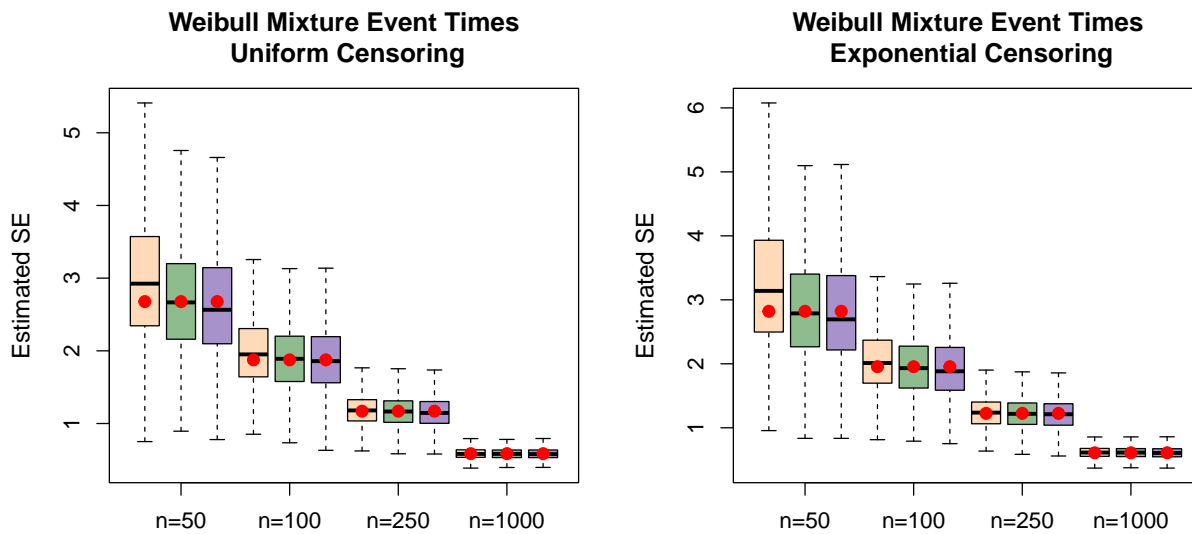 Weibull Mixture Event Times
Uniform Censoring
Estimated SE
5
4
3
2
1
n=50 n=100 n=250 n=1000
Weibull Mixture Event Times
Exponential Censoring
Estimated SE
6
5
4
3
2
1
n=50 n=100 n=250 n=1000